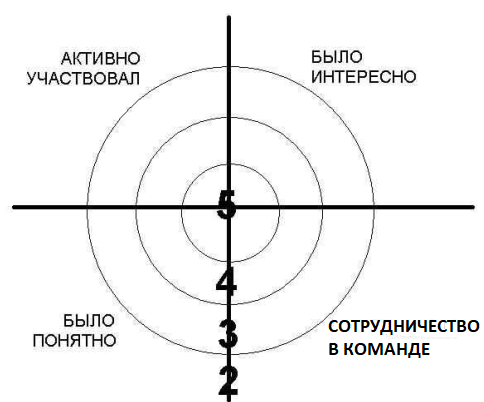 АКТИВНО
УЧАСТВОВАЛ
БЫЛО
ИНТЕРЕСНО
5
4
БЫЛО
ПОНЯТНО
3
СОТРУДНИЧЕСТВО
В КОМАНДЕ
2